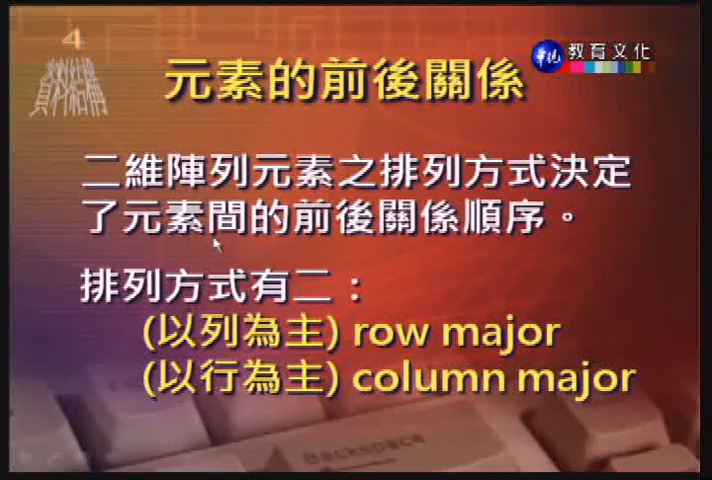 4
資料結構
元素的前後關係
華視 教育文化
二維陣列元素之排列方式決定
了元素間的前後關係順序。
排列方式有二：
(以列為主) row major
(以行為主) column major
Backspace